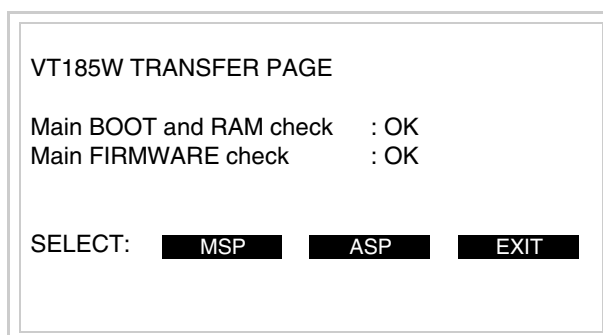 VT185W TRANSFER PAGE
Main BOOT and RAM check : OK
Main FIRMWARE check : OK
SELECT: MSP ASP EXIT